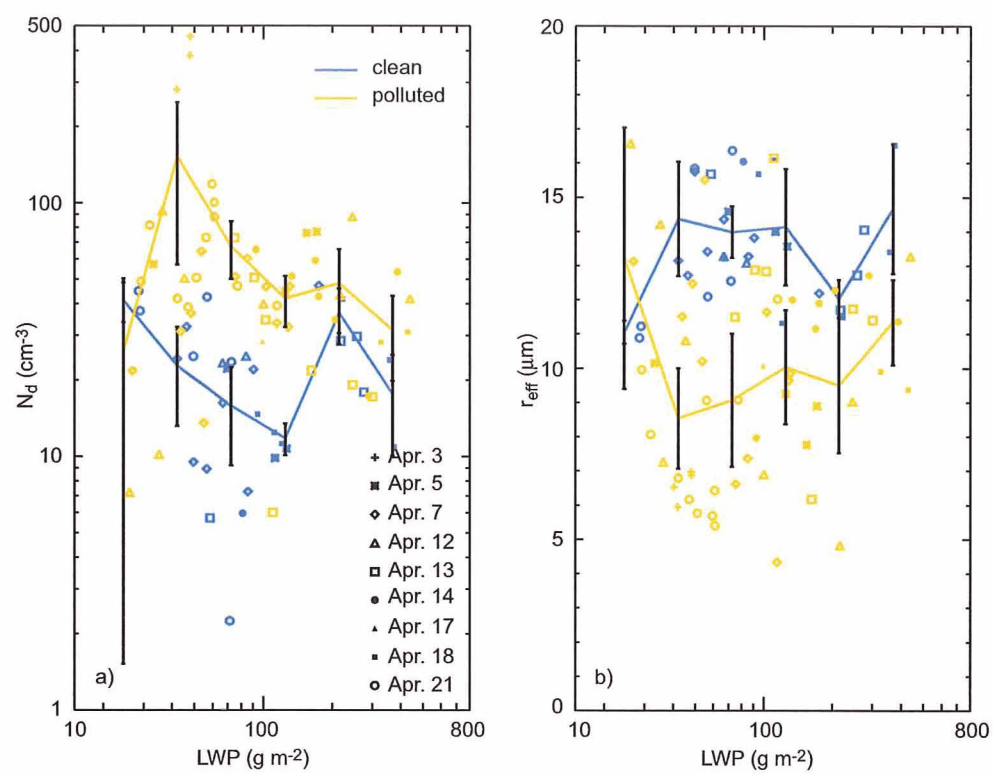 500
100
10
1
N_d (cm-3)
clean
polluted
Apr. 3
Apr. 5
Apr. 7
Apr. 12
Apr. 13
Apr. 14
Apr. 17
Apr. 18
Apr. 21
a)
10
100
800
LWP (g m-2)
20
15
10
5
0
r_eff (μm)
b)
10
100
800
LWP (g m-2)